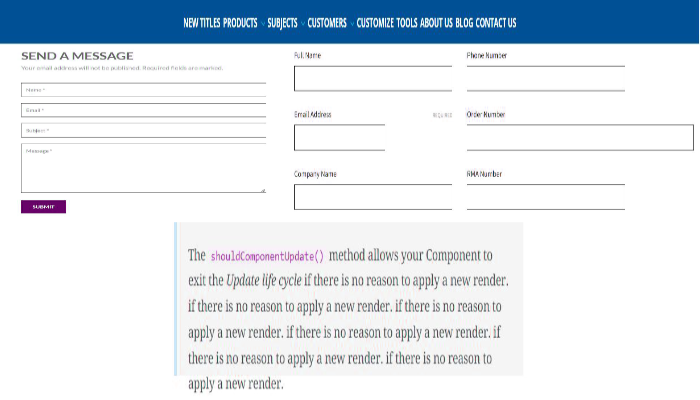 NEW TITLES PRODUCTS SUBJECTS CUSTOMERS CUSTOMIZE TOOLS ABOUT US BLOG CONTACT US
SEND A MESSAGE
Your email address will not be published. Required fields are marked.
Name *
Email *
Subject *
Message *
SUBMIT
Full Name
Phone Number
Email Address
REQUIRED
Order Number
Company Name
RMA Number
The shouldComponentUpdate() method allows your Component to
exit the Update life cycle if there is no reason to apply a new render.
if there is no reason to apply a new render. if there is no reason to
apply a new render. if there is no reason to apply a new render. if
there is no reason to apply a new render. if there is no reason to
apply a new render.